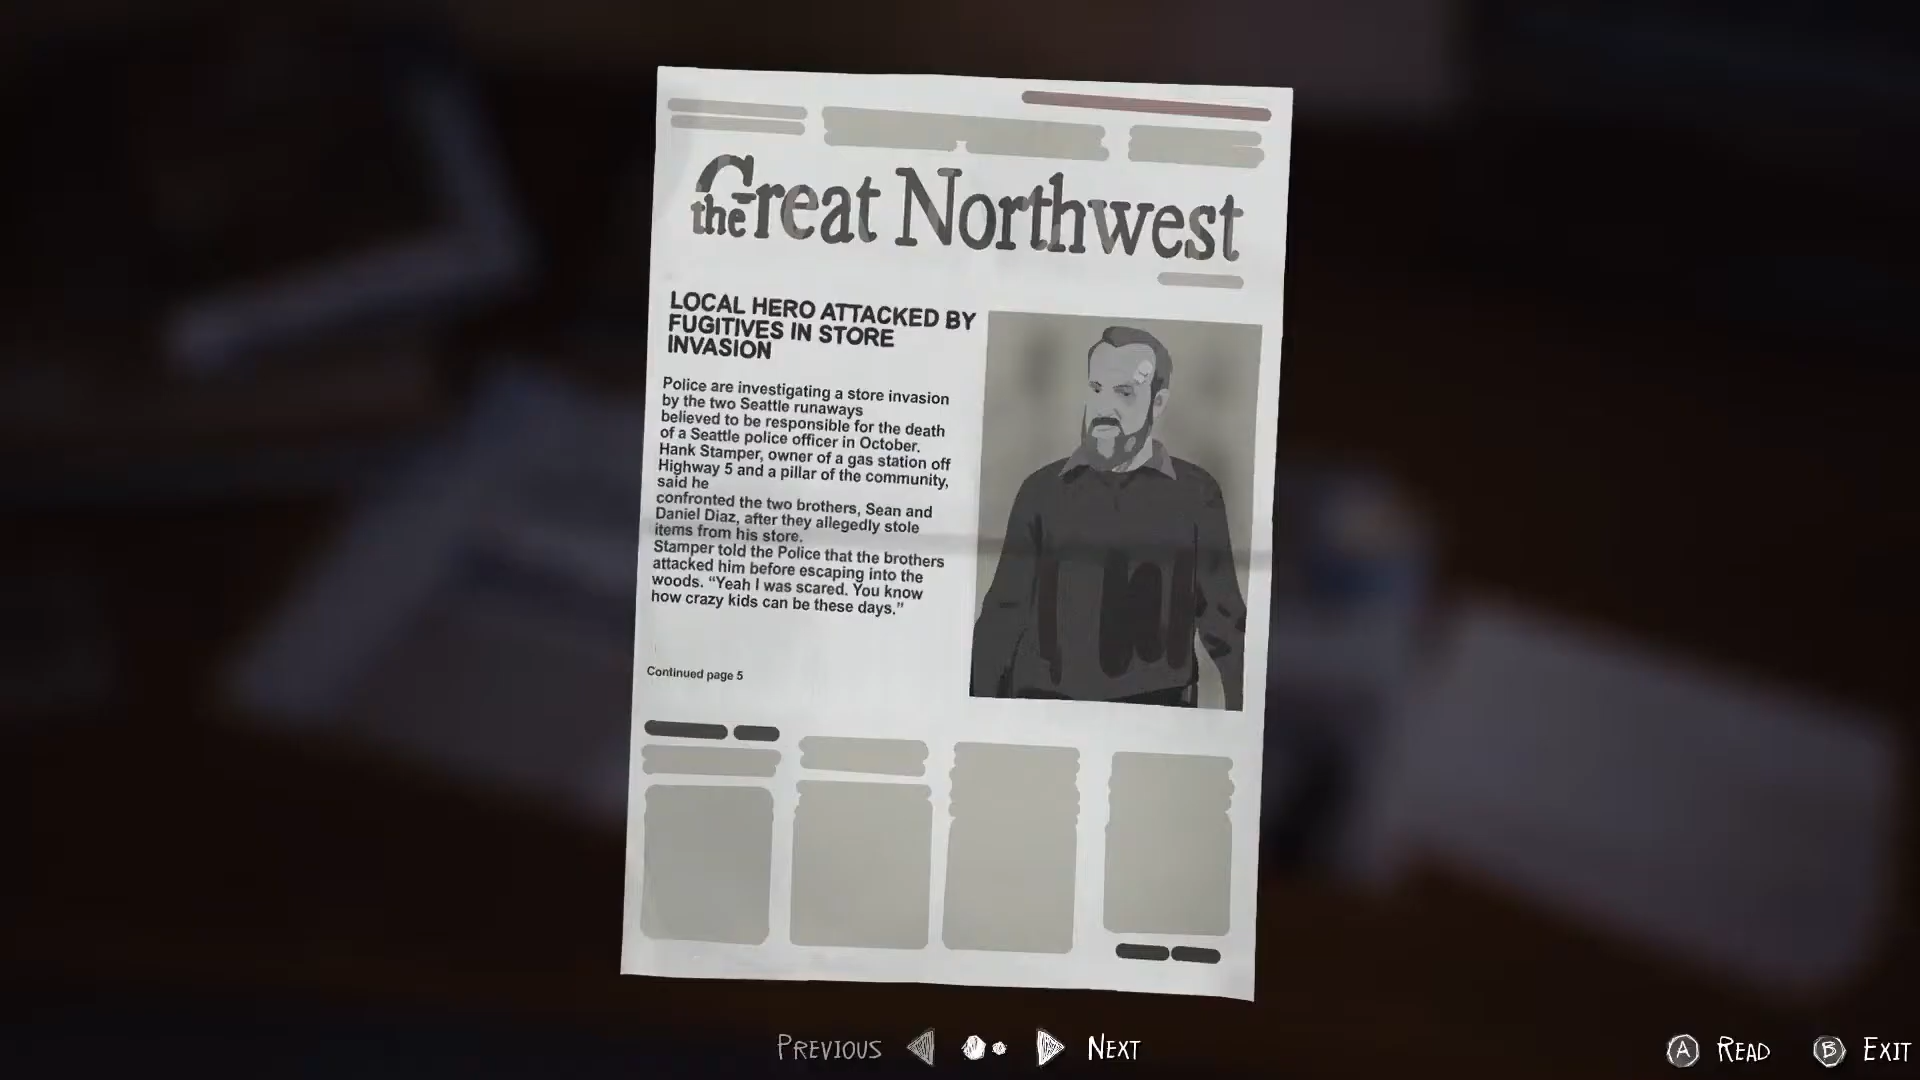 the Great Northwest
LOCAL HERO ATTACKED BY
FUGITIVES IN STORE
INVASION
Police are investigating a store invasion
by the two Seattle runaways
believed to be responsible for the death
of a Seattle police officer in October.
Hank Stamper, owner of a gas station off
Highway 5 and a pillar of the community,
said he
confronted the two brothers, Sean and
Daniel Diaz, after they allegedly stole
items from his store.
Stamper told the Police that the brothers
attacked him before escaping into the
woods. “Yeah I was scared. You know
how crazy kids can be these days.”
Continued page 5
PREVIOUS
NEXT
A READ
B EXIT